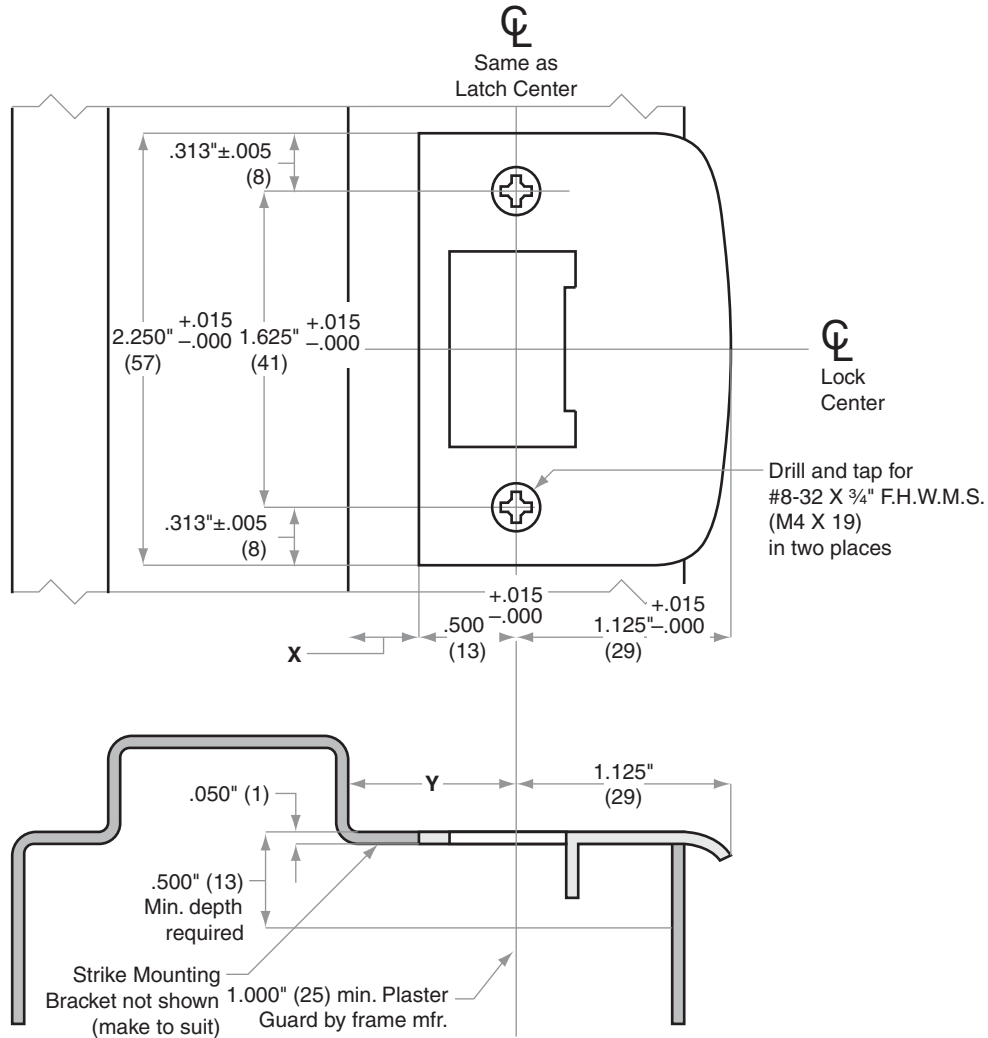 ℄
Same as
Latch Center
.313"±.005
(8)
2.250" +.015 –.000
(57)
1.625" +.015 –.000
(41)
℄
Lock
Center
Drill and tap for
#8-32 X ¾" F.H.W.M.S.
(M4 X 19)
in two places
.313"±.005
(8)
X
.500 +.015 –.000
(13)
1.125" +.015 –.000
(29)
.050" (1)
Y
1.125"
(29)
.500" (13)
Min. depth
required
Strike Mounting
Bracket not shown
(make to suit)
1.000" (25) min. Plaster
Guard by frame mfr.